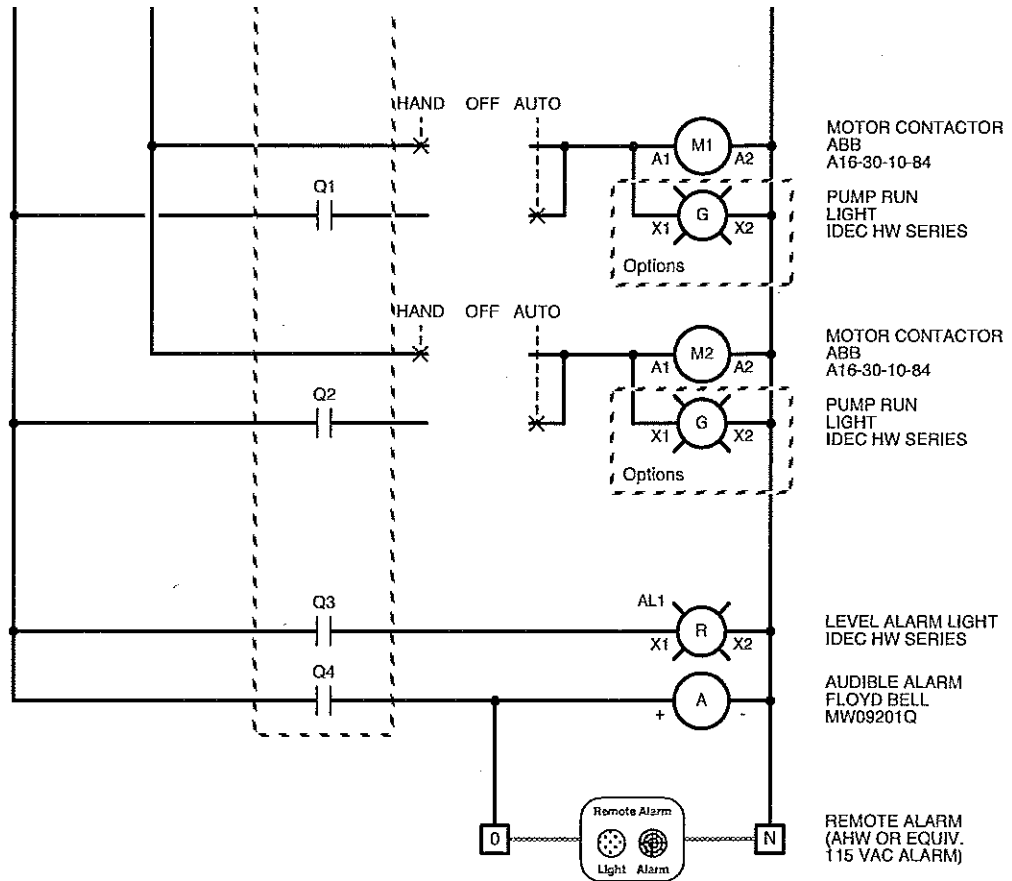 HAND OFF AUTO
M1
A1
A2
MOTOR CONTACTOR
ABB
A16-30-10-84
Q1
G
X1
X2
Options
PUMP RUN
LIGHT
IDEC HW SERIES
HAND OFF AUTO
M2
A1
A2
MOTOR CONTACTOR
ABB
A16-30-10-84
Q2
G
X1
X2
Options
PUMP RUN
LIGHT
IDEC HW SERIES
Q3
AL1
R
X1
X2
LEVEL ALARM LIGHT
IDEC HW SERIES
Q4
A
+
-
AUDIBLE ALARM
FLOYD BELL
MW09201Q
Remote Alarm
0
N
Light Alarm
REMOTE ALARM
(AHW OR EQUIV.
115 VAC ALARM)